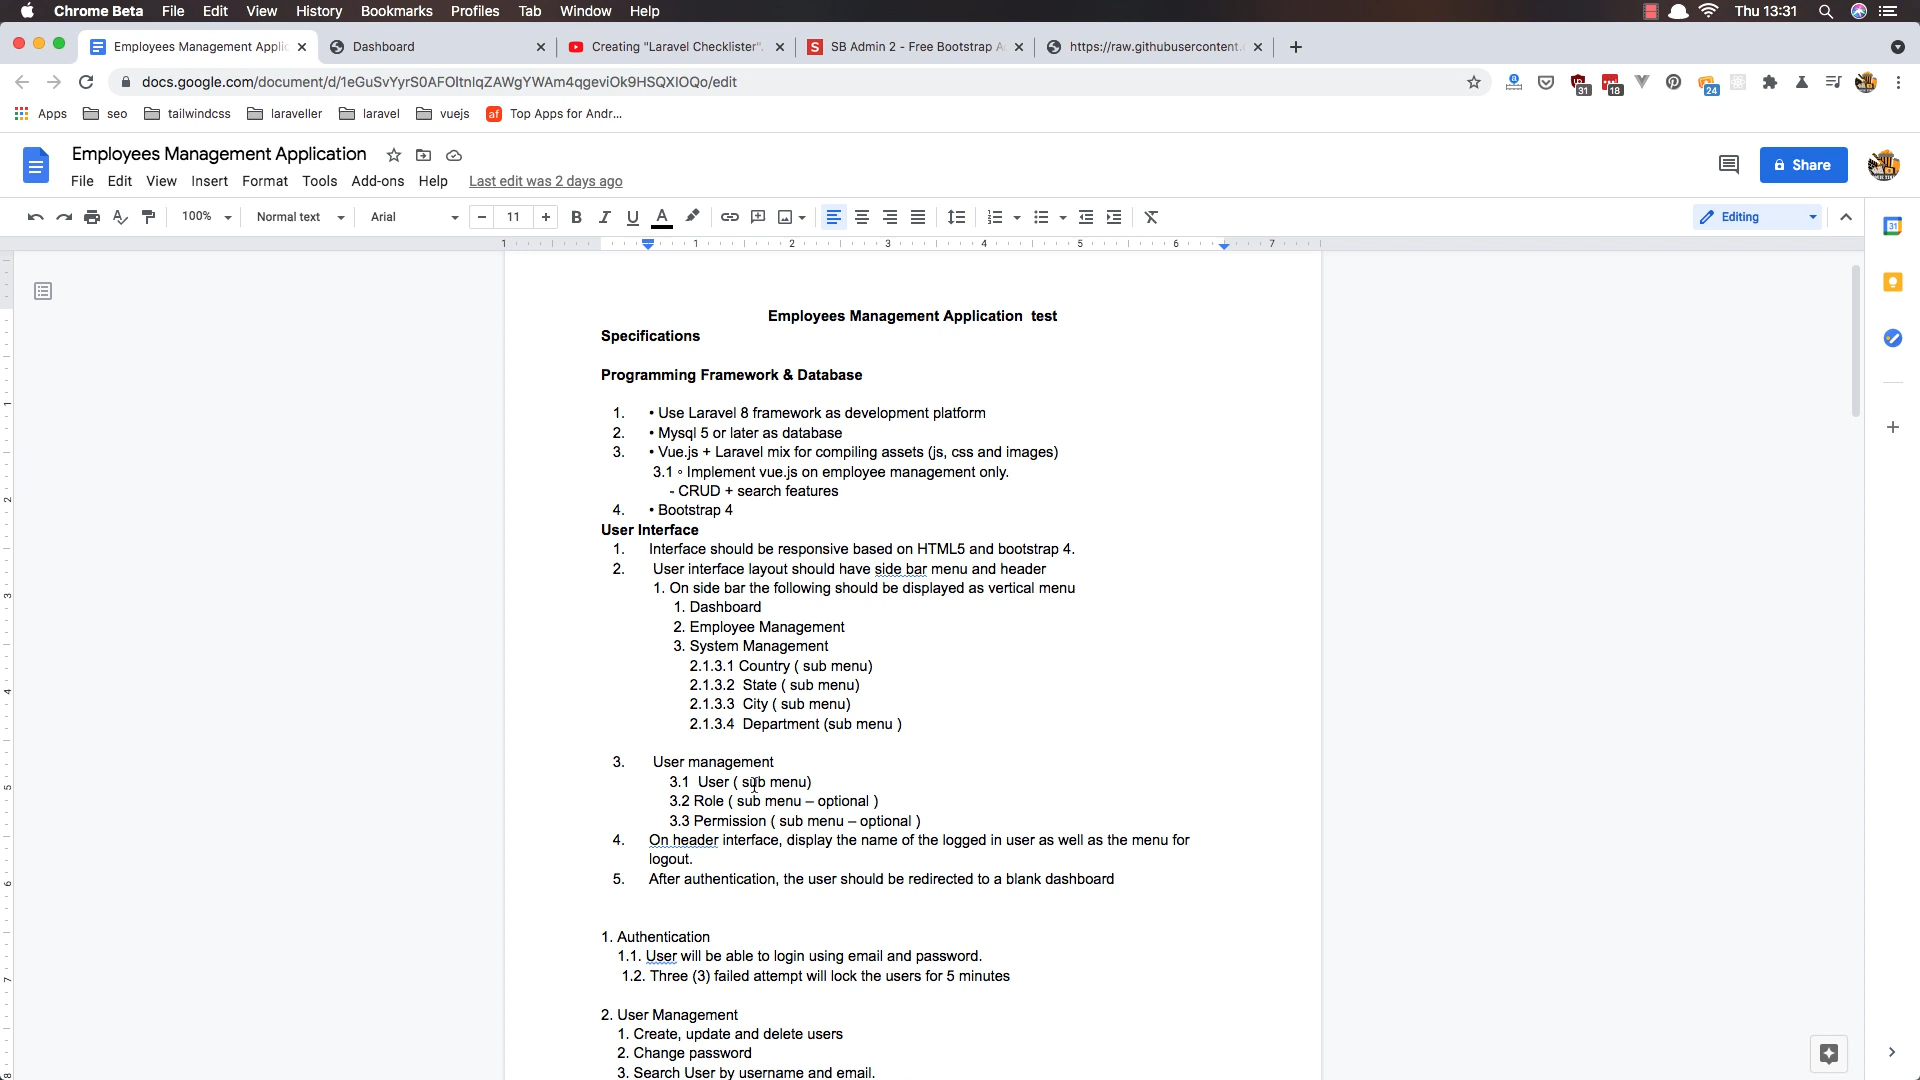 Chrome Beta File Edit View History Bookmarks Profiles Tab Window Help Thu 13:31
Employees Management Applic Dashboard Creating "Laravel Checklister". SB Admin 2 - Free Bootstrap A https://raw.githubusercontent.
docs.google.com/document/d/1eGuSvYyrS0AFOltnlqZAWgYWAm4qgeviOk9HSQXlOQo/edit
31 18 24
Apps seo tailwindcss laraveller laravel vuejs af Top Apps for Andr...
Employees Management Application
Share
File Edit View Insert Format Tools Add-ons Help Last edit was 2 days ago
100% Normal text Arial 11 Editing
1 1 2 3 4 5 6 7
Employees Management Application test
Specifications
Programming Framework & Database
1. • Use Laravel 8 framework as development platform
2. • Mysql 5 or later as database
3. • Vue.js + Laravel mix for compiling assets (js, css and images)
3.1 ◦ Implement vue.js on employee management only.
- CRUD + search features
4. • Bootstrap 4
User Interface
1. Interface should be responsive based on HTML5 and bootstrap 4.
2. User interface layout should have side bar menu and header
1. On side bar the following should be displayed as vertical menu
1. Dashboard
2. Employee Management
3. System Management
2.1.3.1 Country ( sub menu)
2.1.3.2 State ( sub menu)
2.1.3.3 City ( sub menu)
2.1.3.4 Department (sub menu )
3. User management
3.1 User ( sub menu)
3.2 Role ( sub menu – optional )
3.3 Permission ( sub menu – optional )
4. On header interface, display the name of the logged in user as well as the menu for
logout.
5. After authentication, the user should be redirected to a blank dashboard
1. Authentication
1.1. User will be able to login using email and password.
1.2. Three (3) failed attempt will lock the users for 5 minutes
2. User Management
1. Create, update and delete users
2. Change password
3. Search User by username and email.